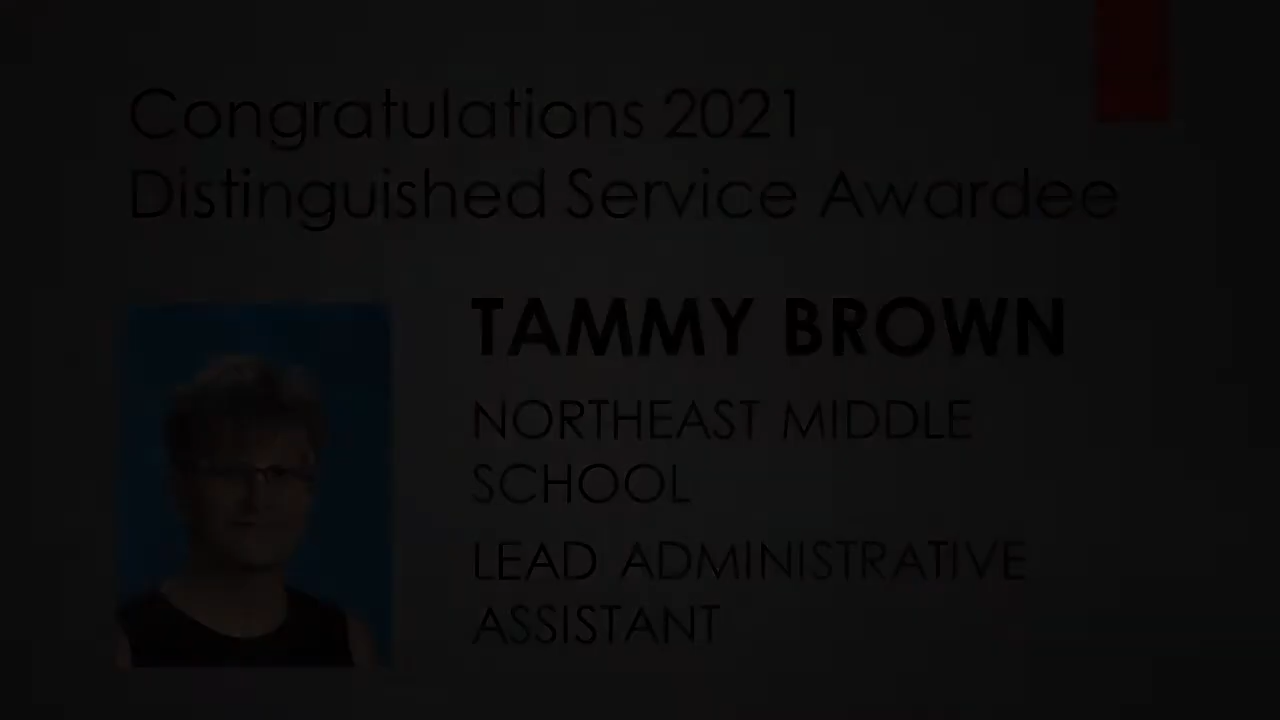 Congratulations 2021
Distinguished Service Awardee
TAMMY BROWN
NORTHEAST MIDDLE
SCHOOL
LEAD ADMINISTRATIVE
ASSISTANT